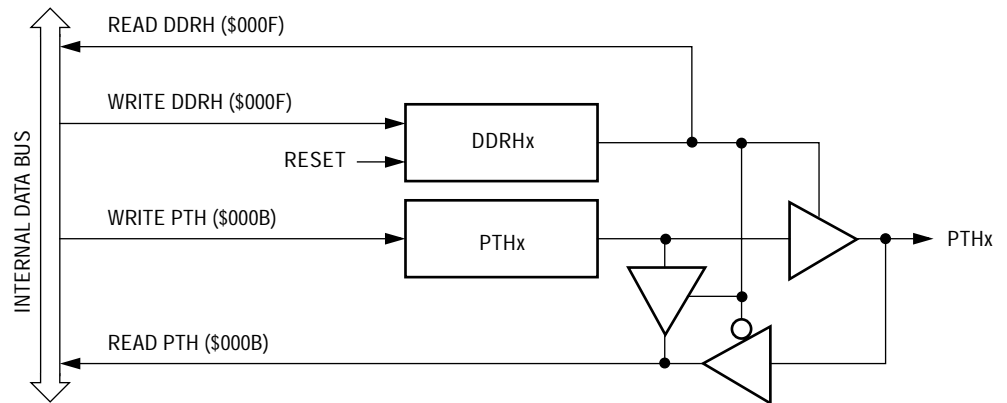 READ DDRH ($000F)
WRITE DDRH ($000F)
DDRHx
RESET
INTERNAL DATA BUS
WRITE PTH ($000B)
PTHx
PTHx
READ PTH ($000B)